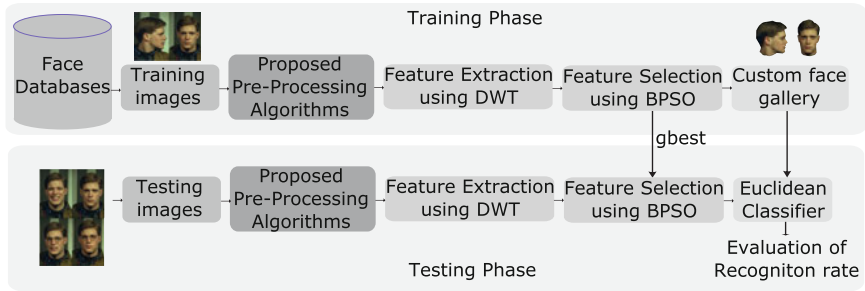 Training Phase
Face
Databases
Training
images
Proposed
Pre-Processing
Algorithms
Feature Extraction
using DWT
Feature Selection
using BPSO
Custom face
gallery
gbest
Testing
images
Proposed
Pre-Processing
Algorithms
Feature Extraction
using DWT
Feature Selection
using BPSO
Euclidean
Classifier
Evaluation of
Recogniton rate
Testing Phase